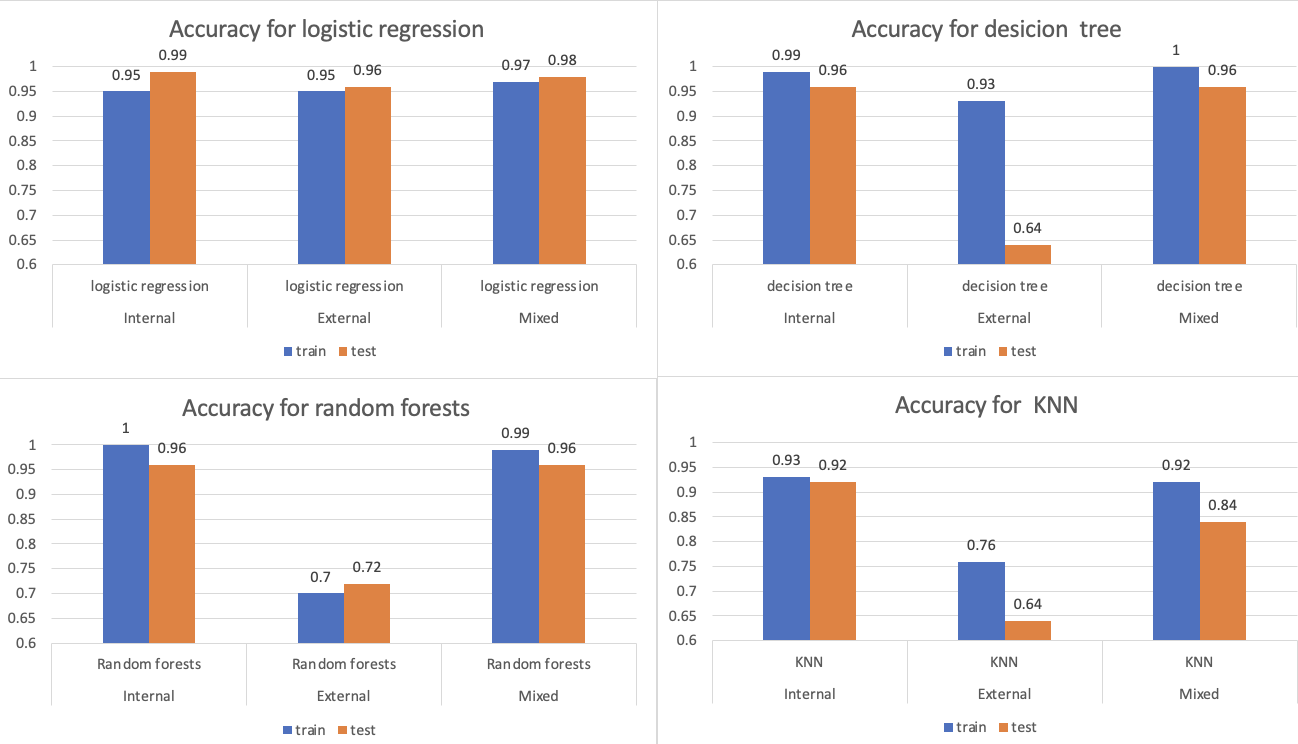 Accuracy for logistic regression
0.99
0.95
0.95
0.96
0.97
0.98
1
0.95
0.9
0.85
0.8
0.75
0.7
0.65
0.6
logistic regression
logistic regression
logistic regression
Internal
External
Mixed
train
test
Accuracy for desicion tree
0.99
0.96
0.93
0.64
1
0.96
1
0.95
0.9
0.85
0.8
0.75
0.7
0.65
0.6
decision tree
decision tree
decision tree
Internal
External
Mixed
train
test
Accuracy for random forests
1
0.96
0.7
0.72
0.99
0.96
1
0.95
0.9
0.85
0.8
0.75
0.7
0.65
0.6
Random forests
Random forests
Random forests
Internal
External
Mixed
train
test
Accuracy for KNN
0.93
0.92
0.76
0.64
0.92
0.84
1
0.95
0.9
0.85
0.8
0.75
0.7
0.65
0.6
KNN
KNN
KNN
Internal
External
Mixed
train
test